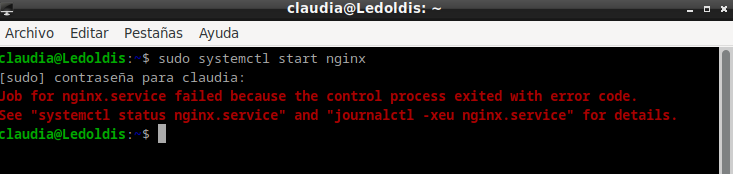 claudia@Ledoldis: ~
Archivo Editar Pestañas Ayuda
claudia@Ledoldis:~$ sudo systemctl start nginx
[sudo] contraseña para claudia:
Job for nginx.service failed because the control process exited with error code.
See "systemctl status nginx.service" and "journalctl -xeu nginx.service" for details.
claudia@Ledoldis:~$